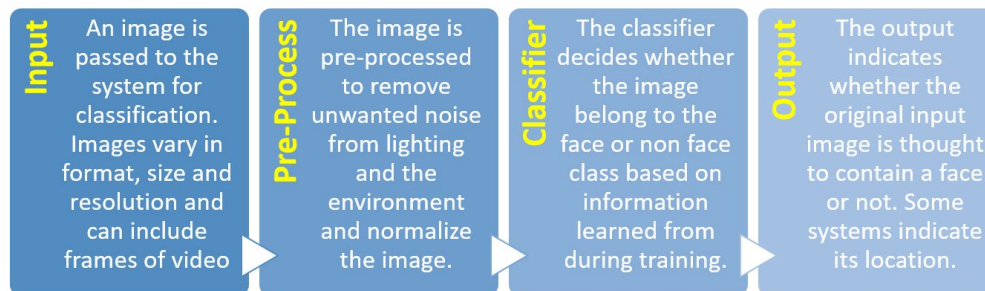 Input
An image is
passed to the
system for
classification.
Images vary in
format, size and
resolution and
can include
frames of video
Pre-Process
The image is
pre-processed
to remove
unwanted noise
from lighting
and the
environment
and normalize
the image.
Classifier
The classifier
decides whether
the image
belong to the
face or non face
class based on
information
learned from
during training.
Output
The output
indicates
whether the
original input
image is thought
to contain a face
or not. Some
systems indicate
its location.